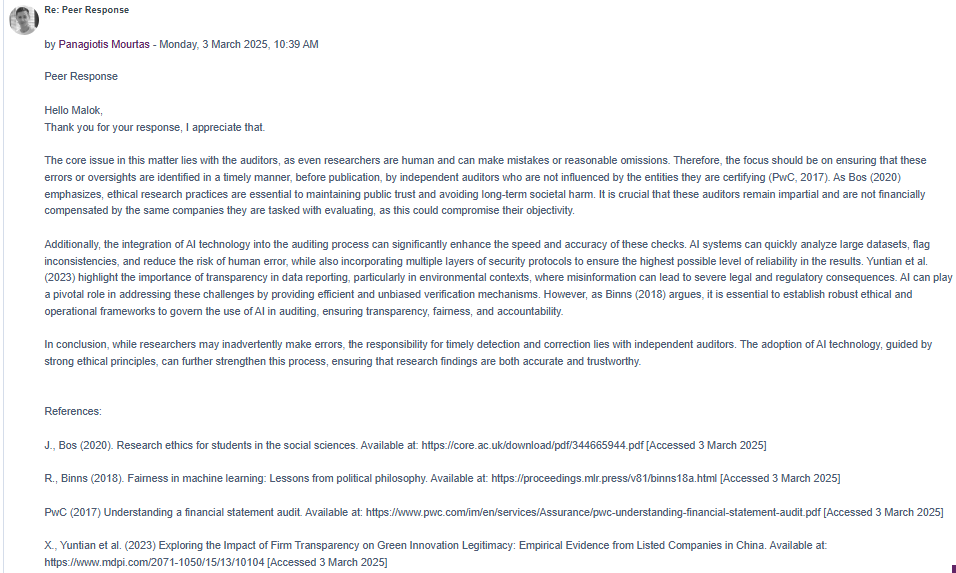 Re: Peer Response
by Panagiotis Mourtas - Monday, 3 March 2025, 10:39 AM
Peer Response
Hello Malok,
Thank you for your response, I appreciate that.
The core issue in this matter lies with the auditors, as even researchers are human and can make mistakes or reasonable omissions. Therefore, the focus should be on ensuring that these
errors or oversights are identified in a timely manner, before publication, by independent auditors who are not influenced by the entities they are certifying (PwC, 2017). As Bos (2020)
emphasizes, ethical research practices are essential to maintaining public trust and avoiding long-term societal harm. It is crucial that these auditors remain impartial and are not financially
compensated by the same companies they are tasked with evaluating, as this could compromise their objectivity.
Additionally, the integration of AI technology into the auditing process can significantly enhance the speed and accuracy of these checks. AI systems can quickly analyze large datasets, flag
inconsistencies, and reduce the risk of human error, while also incorporating multiple layers of security protocols to ensure the highest possible level of reliability in the results. Yuntian et al.
(2023) highlight the importance of transparency in data reporting, particularly in environmental contexts, where misinformation can lead to severe legal and regulatory consequences. AI can play
a pivotal role in addressing these challenges by providing efficient and unbiased verification mechanisms. However, as Binns (2018) argues, it is essential to establish robust ethical and
operational frameworks to govern the use of AI in auditing, ensuring transparency, fairness, and accountability.
In conclusion, while researchers may inadvertently make errors, the responsibility for timely detection and correction lies with independent auditors. The adoption of AI technology, guided by
strong ethical principles, can further strengthen this process, ensuring that research findings are both accurate and trustworthy.
References:
J., Bos (2020). Research ethics for students in the social sciences. Available at: https://core.ac.uk/download/pdf/344665944.pdf [Accessed 3 March 2025]
R., Binns (2018). Fairness in machine learning: Lessons from political philosophy. Available at: https://proceedings.mlr.press/v81/binns18a.html [Accessed 3 March 2025]
PwC (2017) Understanding a financial statement audit. Available at: https://www.pwc.com/im/en/services/Assurance/pwc-understanding-financial-statement-audit.pdf [Accessed 3 March 2025]
X., Yuntian et al. (2023) Exploring the Impact of Firm Transparency on Green Innovation Legitimacy: Empirical Evidence from Listed Companies in China. Available at:
https://www.mdpi.com/2071-1050/15/13/10104 [Accessed 3 March 2025]